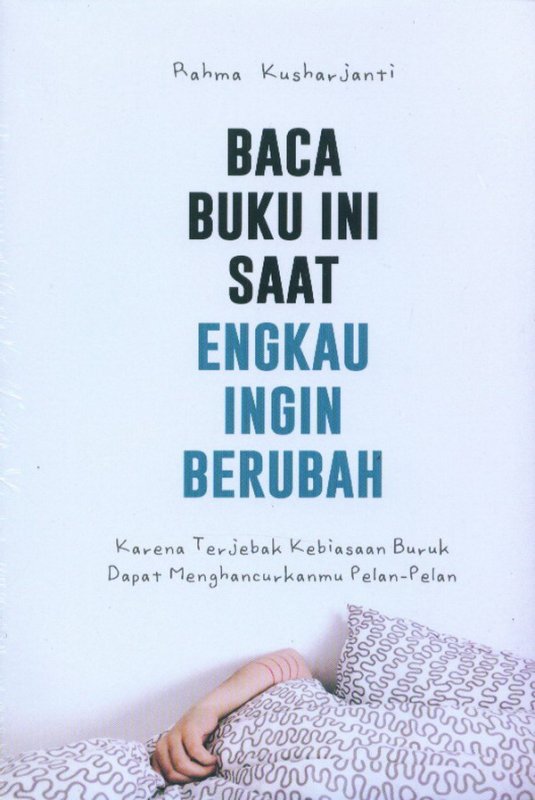 Rahma Kusharjanti
BACA
BUKU INI
SAAT
ENGKAU
INGIN
BERUBAH
Karena Terjebak Kebiasaan Buruk
Dapat Menghancurkanmu Pelan-Pelan